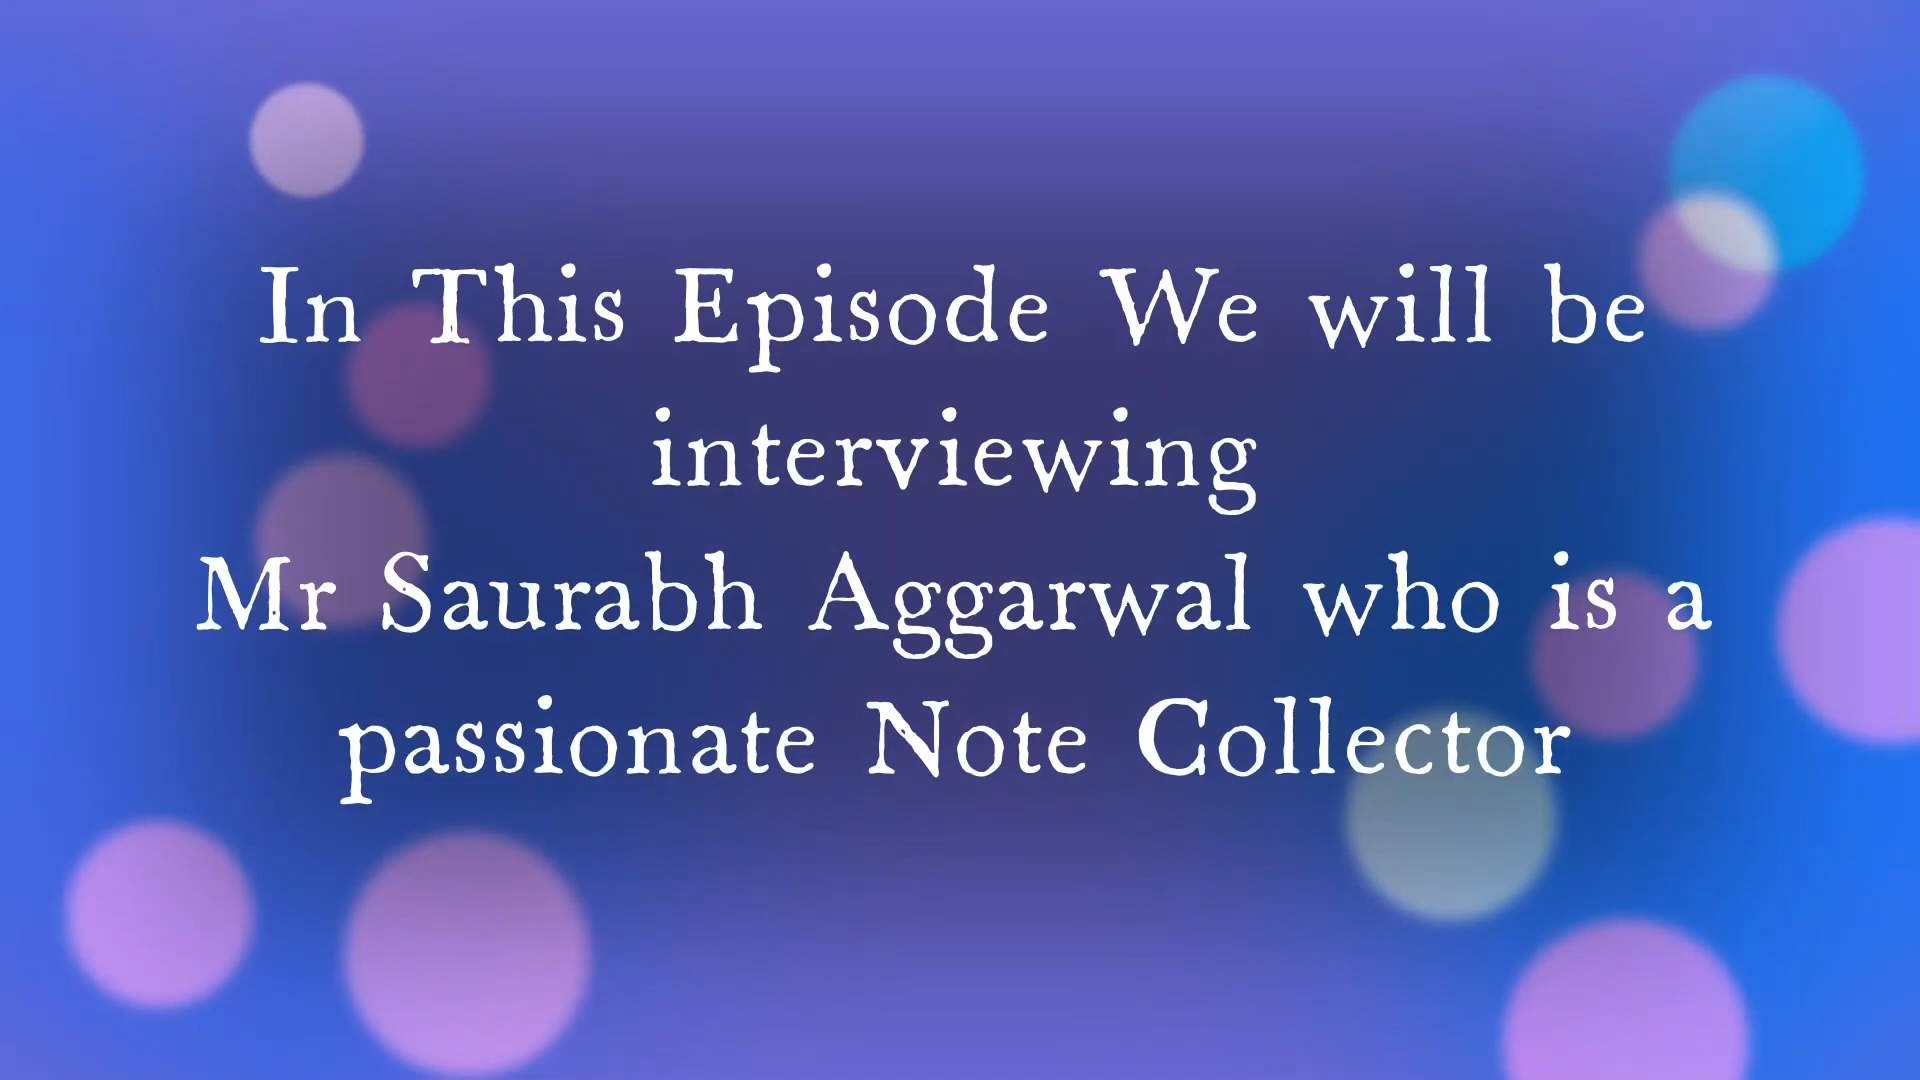 In This Episode We will be
interviewing
Mr Saurabh Aggarwal who is a
passionate Note Collector